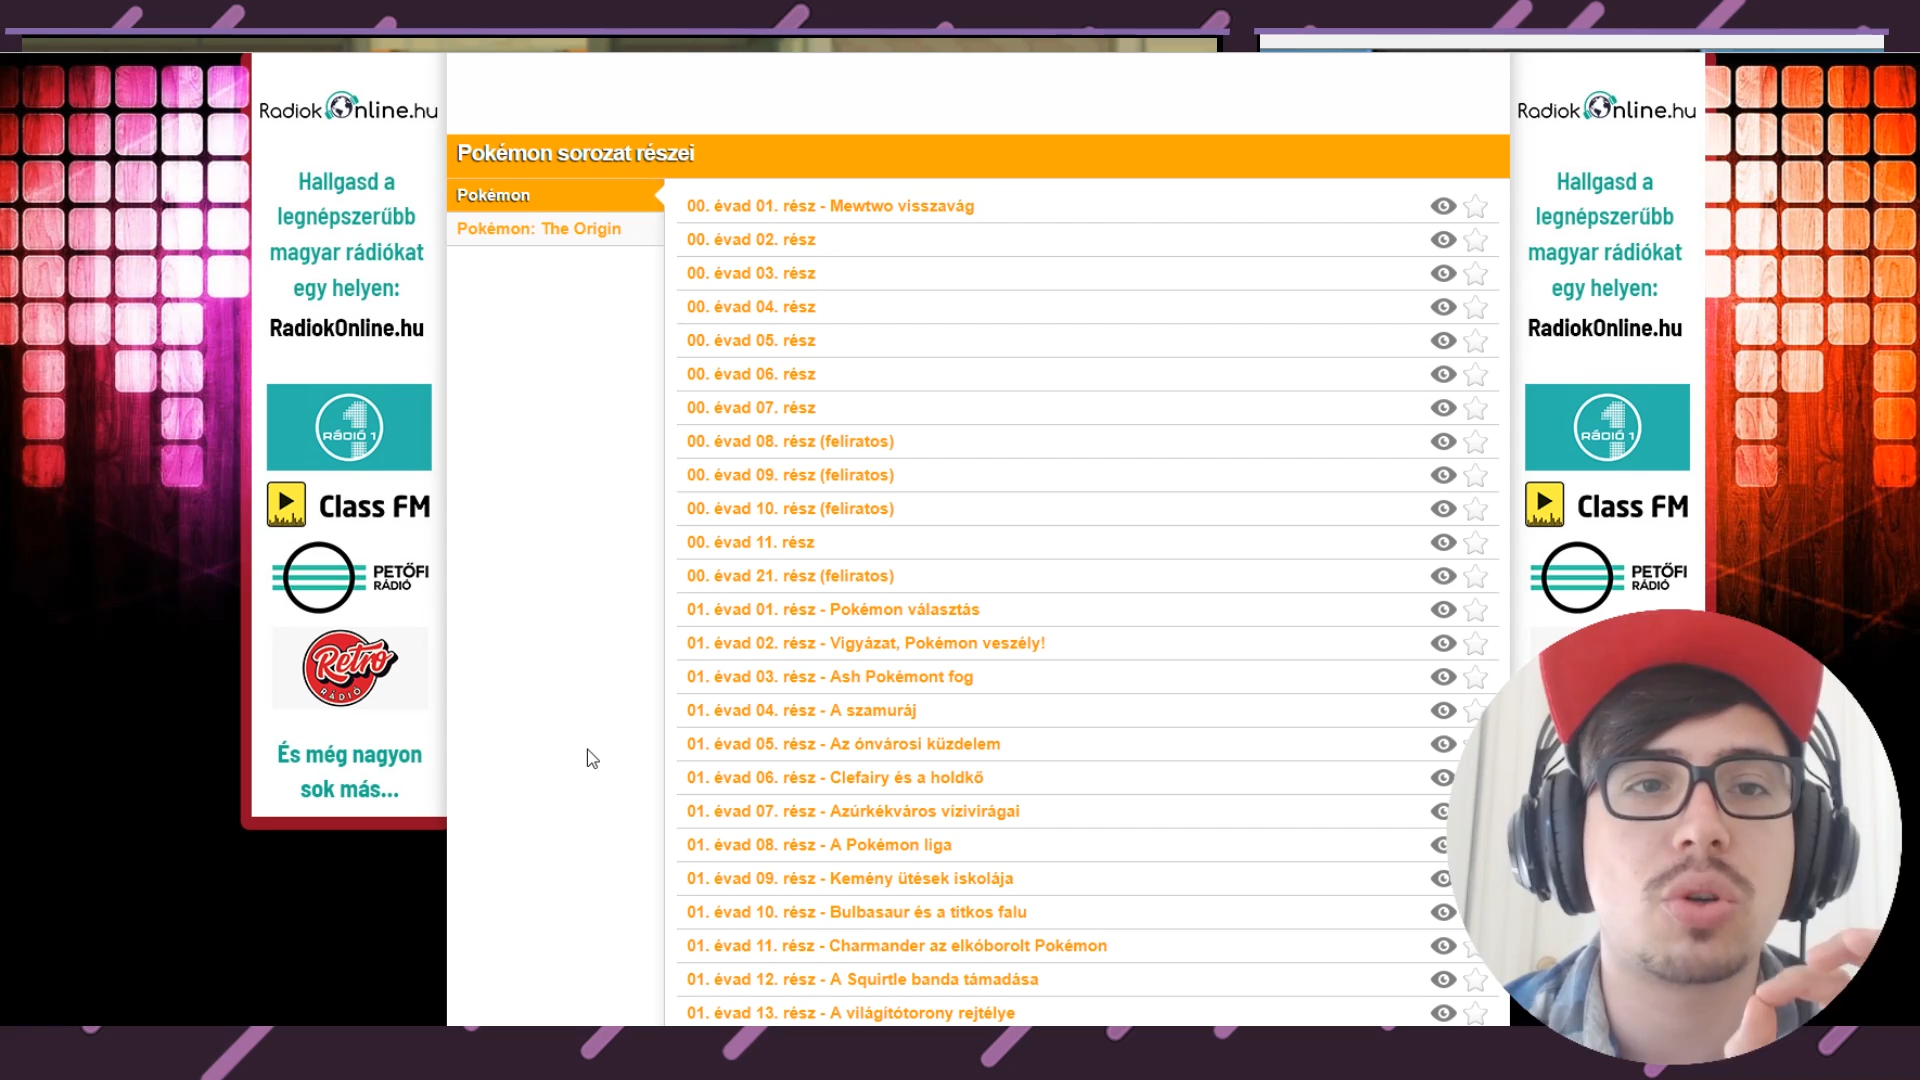 RadiokOnline.hu
Hallgasd a
legnépszerűbb
magyar rádiókat
egy helyen:
RadiokOnline.hu
RÁDIÓ 1
Class FM
PETŐFI
RÁDIÓ
Retro
RÁDIÓ
És még nagyon
sok más...
Pokémon sorozat részei
Pokémon
Pokémon: The Origin
00. évad 01. rész - Mewtwo visszavág
00. évad 02. rész
00. évad 03. rész
00. évad 04. rész
00. évad 05. rész
00. évad 06. rész
00. évad 07. rész
00. évad 08. rész (feliratos)
00. évad 09. rész (feliratos)
00. évad 10. rész (feliratos)
00. évad 11. rész
00. évad 21. rész (feliratos)
01. évad 01. rész - Pokémon választás
01. évad 02. rész - Vigyázat, Pokémon veszély!
01. évad 03. rész - Ash Pokémont fog
01. évad 04. rész - A szamuráj
01. évad 05. rész - Az ónvárosi küzdelem
01. évad 06. rész - Clefairy és a holdkő
01. évad 07. rész - Azúrkékváros vízivirágai
01. évad 08. rész - A Pokémon liga
01. évad 09. rész - Kemény ütések iskolája
01. évad 10. rész - Bulbasaur és a titkos falu
01. évad 11. rész - Charmander az elkóborolt Pokémon
01. évad 12. rész - A Squirtle banda támadása
01. évad 13. rész - A világítótorony rejtélye
RadiokOnline.hu
Hallgasd a
legnépszerűbb
magyar rádiókat
egy helyen:
RadiokOnline.hu
RÁDIÓ 1
Class FM
PETŐFI
RÁDIÓ